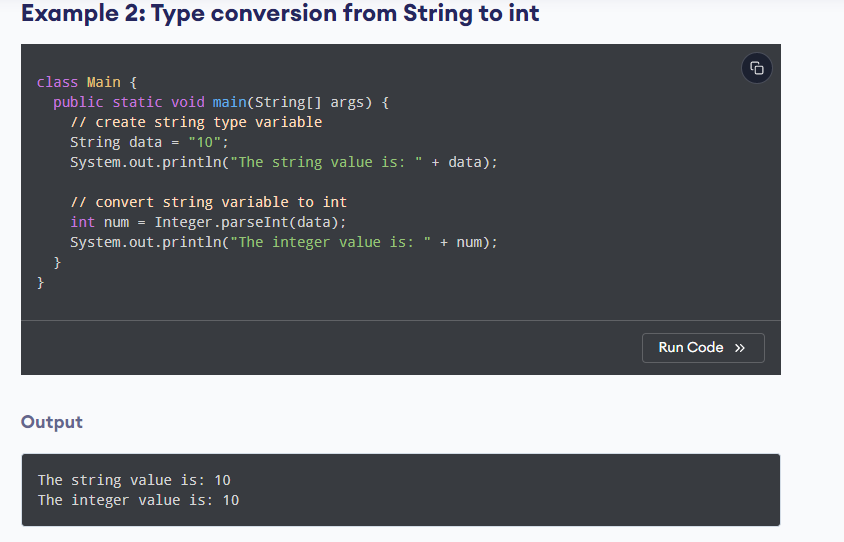 Example 2: Type conversion from String to int
class Main {
  public static void main(String[] args) {
    // create string type variable
    String data = "10";
    System.out.println("The string value is: " + data);
    // convert string variable to int
    int num = Integer.parseInt(data);
    System.out.println("The integer value is: " + num);
  }
}
Run Code »
Output
The string value is: 10
The integer value is: 10